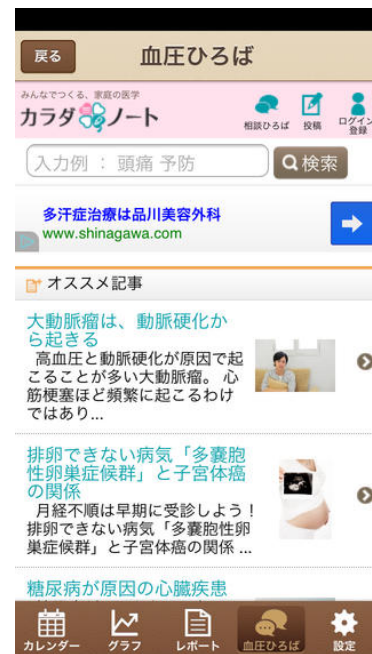 戻る
血圧ひろば
みんなでつくる、家庭の医学
カラダノート
相談ひろば
投稿
ログイン
登録
入力例 : 頭痛 予防
検索
多汗症治療は品川美容外科
www.shinagawa.com
オススメ記事
大動脈瘤は、動脈硬化か
ら起きる
高血圧と動脈硬化が原因で起
こることが多い大動脈瘤。 心
筋梗塞ほど頻繁に起こるわけ
ではあり...
排卵できない病気「多嚢胞
性卵巣症候群」と子宮体癌
の関係
月経不順は早期に受診しよう！
排卵できない病気「多嚢胞性卵
巣症候群」と子宮体癌の関係 ...
糖尿病が原因の心臓疾患
カレンダー
グラフ
レポート
血圧ひろば
設定